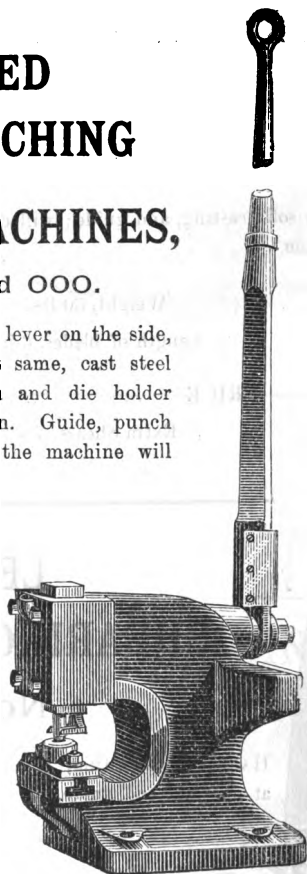 ED
CHING
ACHINES,
d OOO.
lever on the side,
same, cast steel
and die holder
n. Guide, punch
the machine will